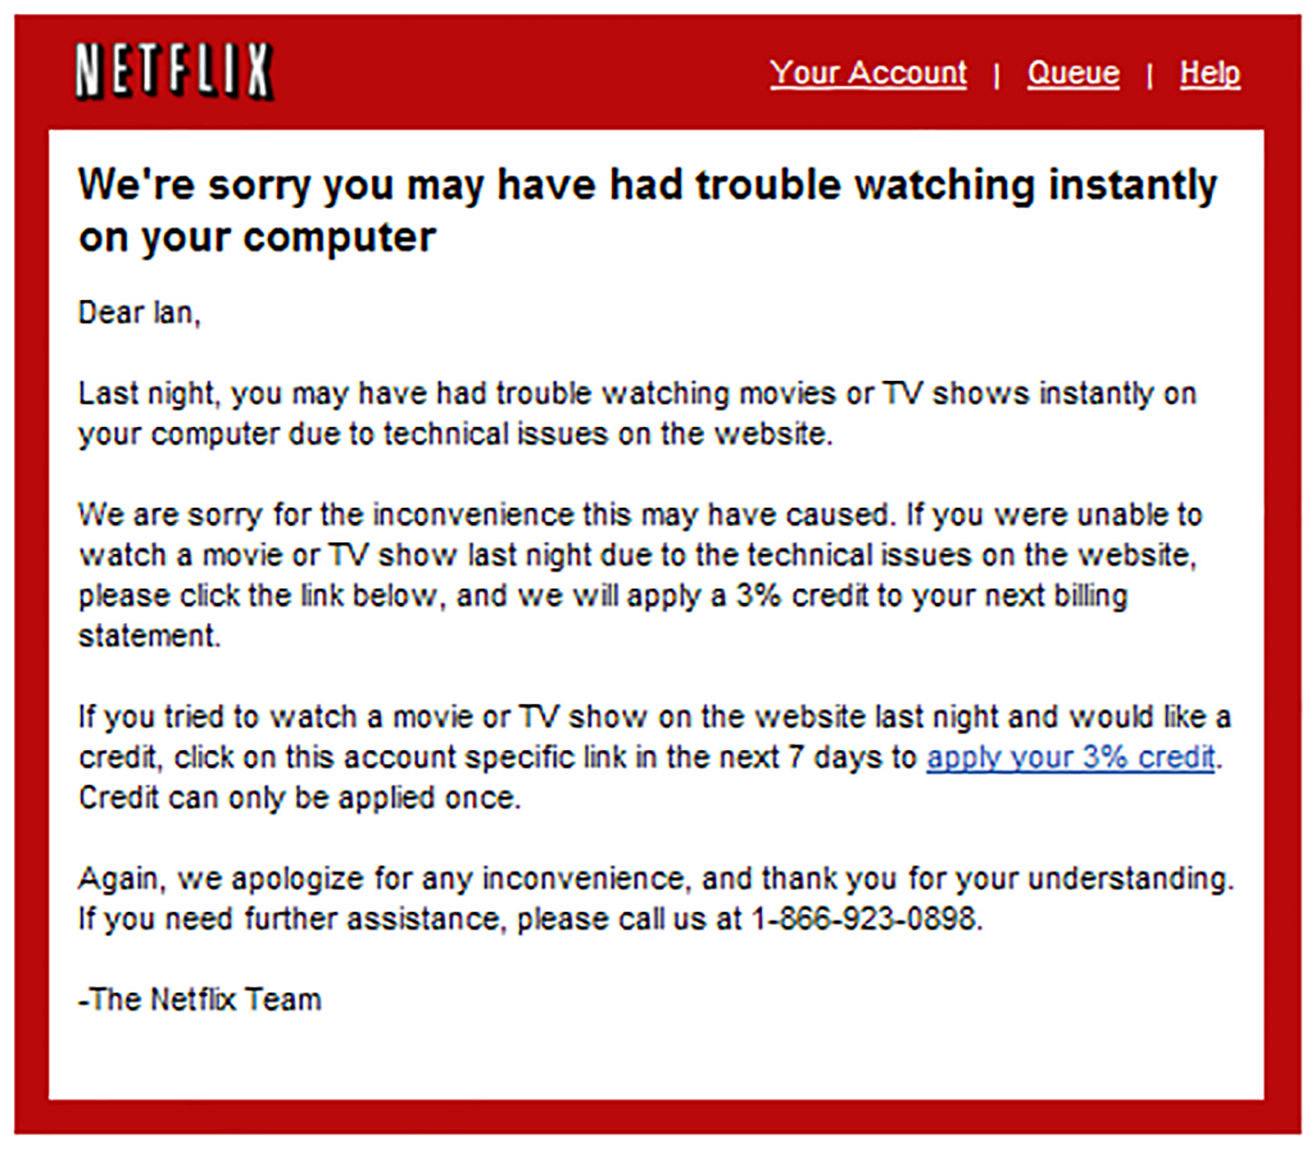 NETFLIX
Your Account | Queue | Help
We're sorry you may have had trouble watching instantly
on your computer
Dear Ian,
Last night, you may have had trouble watching movies or TV shows instantly on
your computer due to technical issues on the website.
We are sorry for the inconvenience this may have caused. If you were unable to
watch a movie or TV show last night due to the technical issues on the website,
please click the link below, and we will apply a 3% credit to your next billing
statement.
If you tried to watch a movie or TV show on the website last night and would like a
credit, click on this account specific link in the next 7 days to apply your 3% credit.
Credit can only be applied once.
Again, we apologize for any inconvenience, and thank you for your understanding.
If you need further assistance, please call us at 1-866-923-0898.
-The Netflix Team